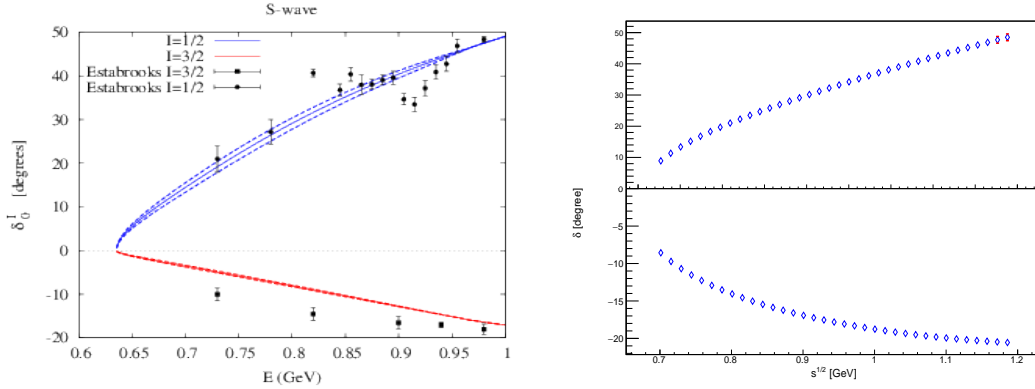 S-wave
I=1/2
I=3/2
Estabrooks I=3/2
Estabrooks I=1/2
50
40
30
20
10
0
-10
-20
δ₀ᴵ [degrees]
0.6 0.65 0.7 0.75 0.8 0.85 0.9 0.95 1
E (GeV)
50
40
30
20
10
0
−5
−10
−15
−20
δ [degree]
0.7 0.8 0.9 1 1.1 1.2
s^1/2 [GeV]